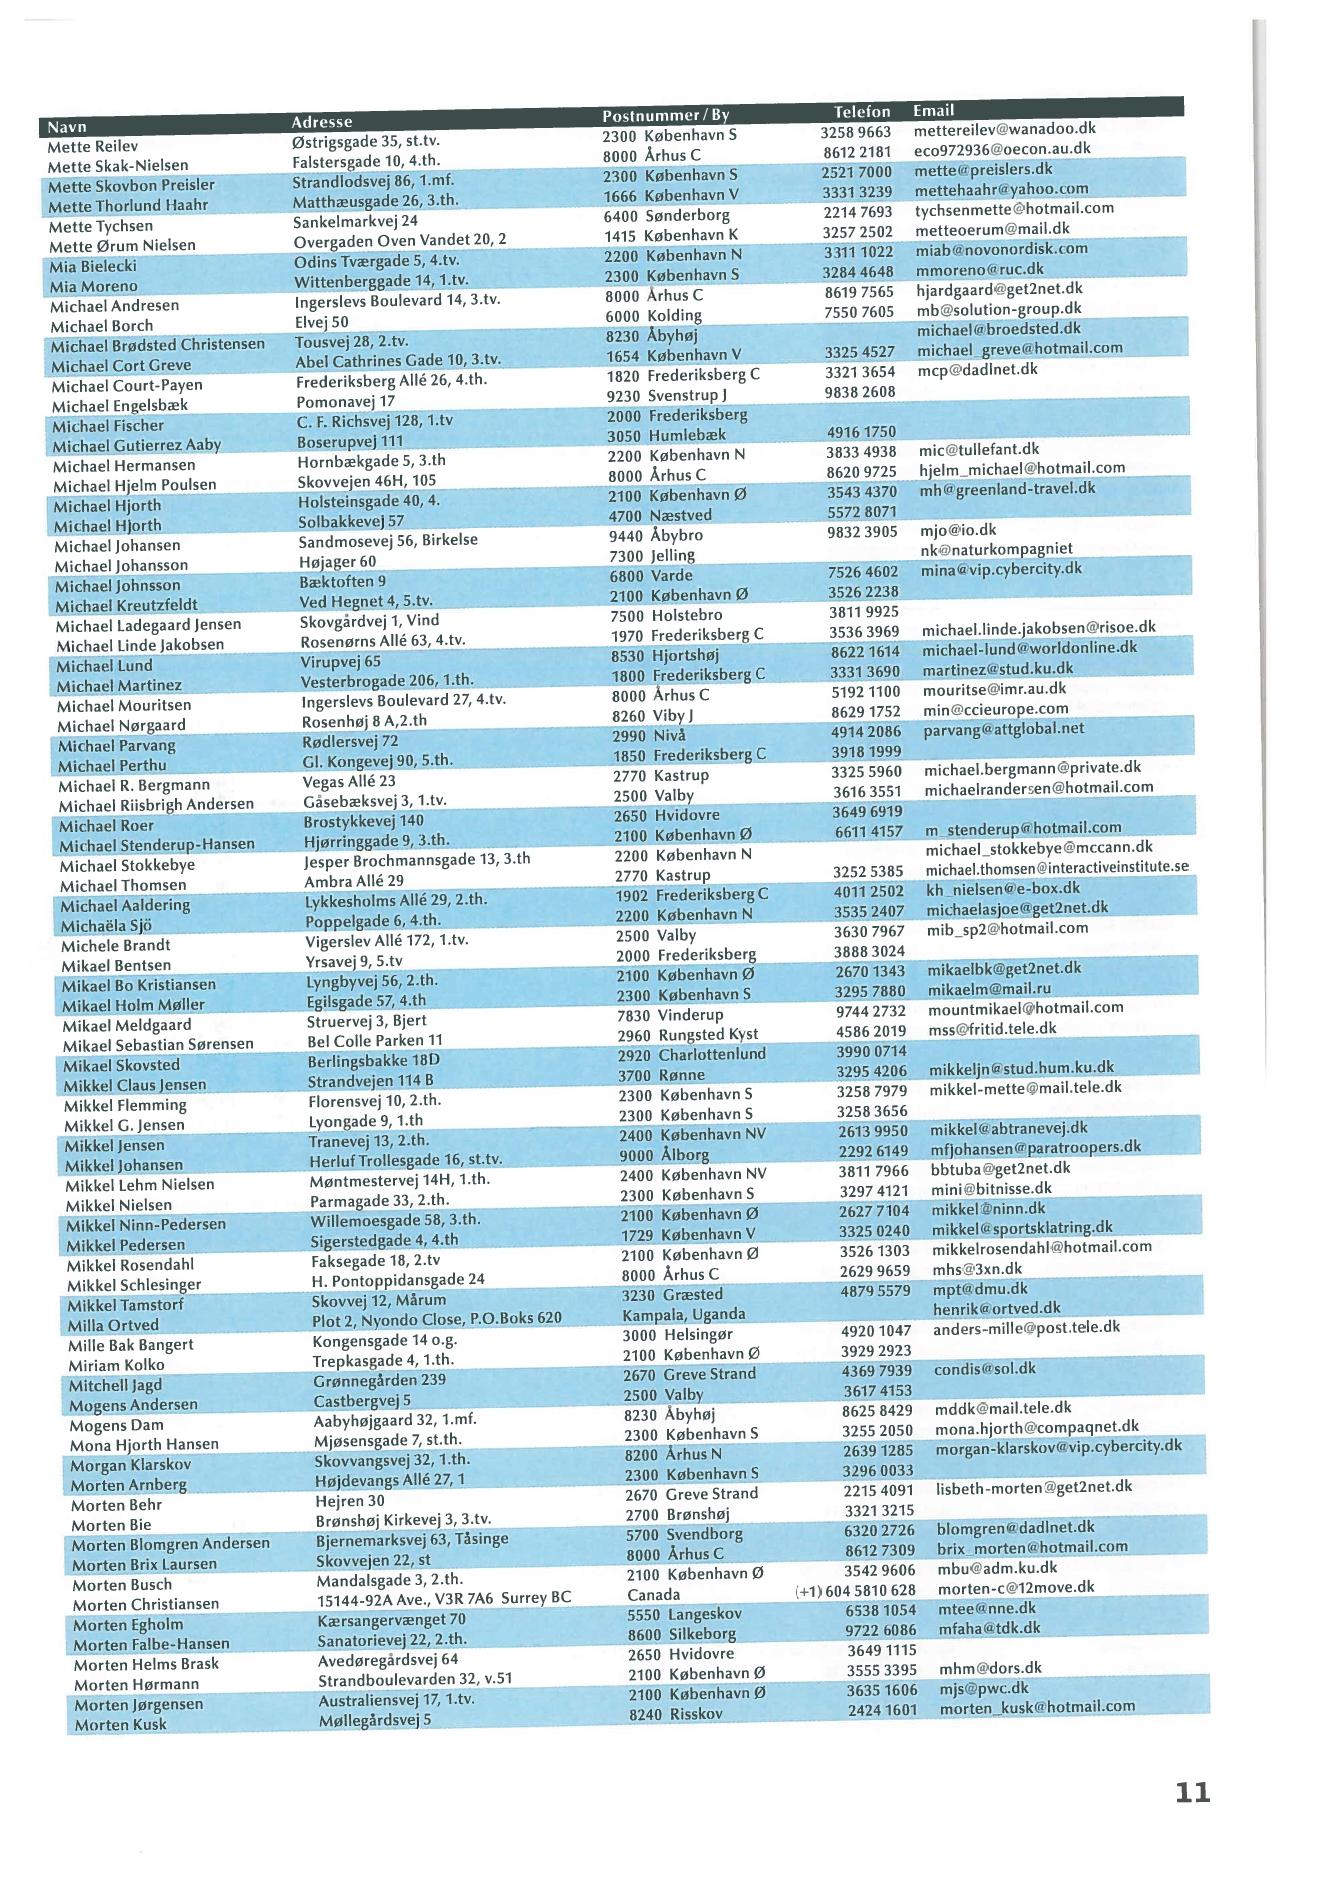 Navn Adresse Postnummer / By Telefon Email
Mette Reilev Østrigsgade 35, st.tv. 2300 København S 3258 9663 mettereilev@wanadoo.dk
Mette Skak-Nielsen Falstersgade 10, 4.th. 8000 Århus C 8612 2181 eco972936@oecon.au.dk
Mette Skovbon Preisler Strandlodsvej 86, 1.mf. 2300 København S 2521 7000 mette@preislers.dk
Mette Thorlund Haahr Matthæusgade 26, 3.th. 1666 København V 3331 3239 mettehaahr@yahoo.com
Mette Tychsen Sankelmarkvej 24 6400 Sønderborg 2214 7693 tychsenmette@hotmail.com
Mette Ørum Nielsen Overgaden Oven Vandet 20, 2 1415 København K 3257 2502 metteoerum@mail.dk
Mia Bielecki Odins Tværgade 5, 4.tv. 2200 København N 3311 1022 miab@novonordisk.com
Mia Moreno Wittenberggade 14, 1.tv. 2300 København S 3284 4648 mmoreno@ruc.dk
Michael Andresen Ingerslevs Boulevard 14, 3.tv. 8000 Århus C 8619 7565 hjardgaard@get2net.dk
Michael Borch Elvej 50 6000 Kolding 7550 7605 mb@solution-group.dk
Michael Brødsted Christensen Tousvej 28, 2.tv. 8230 Åbyhøj michael@broedsted.dk
Michael Cort Greve Abel Cathrines Gade 10, 3.tv. 1654 København V 3325 4527 michael_greve@hotmail.com
Michael Court-Payen Frederiksberg Allé 26, 4.th. 1820 Frederiksberg C 3321 3654 mcp@dadlnet.dk
Michael Engelsbæk Pomonavej 17 9230 Svenstrup J 9838 2608
Michael Fischer C. F. Richsvej 128, 1.tv 2000 Frederiksberg
Michael Gutierrez Aaby Boserupvej 111 3050 Humlebæk 4916 1750
Michael Hermansen Hornbækgade 5, 3.th 2200 København N 3833 4938 mic@tullefant.dk
Michael Hjelm Poulsen Skovvejen 46H, 105 8000 Århus C 8620 9725 hjelm_michael@hotmail.com
Michael Hjorth Holsteinsgade 40, 4. 2100 København Ø 3543 4370 mh@greenland-travel.dk
Michael Hjorth Solbakkevej 57 4700 Næstved 5572 8071
Michael Johansen Sandmosevej 56, Birkelse 9440 Åbybro 9832 3905 mjo@io.dk
Michael Johansson Højager 60 7300 Jelling nk@naturkompagniet
Michael Johnsson Bæktoften 9 6800 Varde 7526 4602 mina@vip.cybercity.dk
Michael Kreutzfeldt Ved Hegnet 4, 5.tv. 2100 København Ø 3526 2238
Michael Ladegaard Jensen Skovgårdvej 1, Vind 7500 Holstebro 3811 9925
Michael Linde Jakobsen Rosenørns Allé 63, 4.tv. 1970 Frederiksberg C 3536 3969 michael.linde.jakobsen@risoe.dk
Michael Lund Virupvej 65 8530 Hjortshøj 8622 1614 michael-lund@worldonline.dk
Michael Martinez Vesterbrogade 206, 1.th. 1800 Frederiksberg C 3331 3690 martinez@stud.ku.dk
Michael Mouritsen Ingerslevs Boulevard 27, 4.tv. 8000 Århus C 5192 1100 mouritse@imr.au.dk
Michael Nørgaard Rosenhøj 8 A,2.th 8260 Viby J 8629 1752 min@ccieurope.com
Michael Parvang Rødlersvej 72 2990 Nivå 4914 2086 parvang@attglobal.net
Michael Perthu Gl. Kongevej 90, 5.th. 1850 Frederiksberg C 3918 1999
Michael R. Bergmann Vegas Allé 23 2770 Kastrup 3325 5960 michael.bergmann@private.dk
Michael Riisbrigh Andersen Gåsebæksvej 3, 1.tv. 2500 Valby 3616 3551 michaelrandersen@hotmail.com
Michael Roer Brostykkevej 140 2650 Hvidovre 3649 6919
Michael Stenderup-Hansen Hjørringgade 9, 3.th. 2100 København Ø 6611 4157 m_stenderup@hotmail.com
Michael Stokkebye Jesper Brochmannsgade 13, 3.th 2200 København N michael_stokkebye@mccann.dk
Michael Thomsen Ambra Allé 29 2770 Kastrup 3252 5385 michael.thomsen@interactiveinstitute.se
Michael Aaldering Lykkesholms Allé 29, 2.th. 1902 Frederiksberg C 4011 2502 kh_nielsen@e-box.dk
Michaëla Sjö Poppelgade 6, 4.th. 2200 København N 3535 2407 michaelasjoe@get2net.dk
Michele Brandt Vigerslev Allé 172, 1.tv. 2500 Valby 3630 7967 mib_sp2@hotmail.com
Mikael Bentsen Yrsavej 9, 5.tv 2000 Frederiksberg 3888 3024
Mikael Bo Kristiansen Lyngbyvej 56, 2.th. 2100 København Ø 2670 1343 mikaelbk@get2net.dk
Mikael Holm Møller Egilsgade 57, 4.th 2300 København S 3295 7880 mikaelm@mail.ru
Mikael Meldgaard Struervej 3, Bjert 7830 Vinderup 9744 2732 mountmikael@hotmail.com
Mikael Sebastian Sørensen Bel Colle Parken 11 2960 Rungsted Kyst 4586 2019 mss@fritid.tele.dk
Mikael Skovsted Berlingsbakke 18D 2920 Charlottenlund 3990 0714
Mikkel Claus Jensen Strandvejen 114 B 3700 Rønne 3295 4206 mikkeljn@stud.hum.ku.dk
Mikkel Flemming Florensvej 10, 2.th. 2300 København S 3258 7979 mikkel-mette@mail.tele.dk
Mikkel G. Jensen Lyongade 9, 1.th 2300 København S 3258 3656
Mikkel Jensen Tranevej 13, 2.th. 2400 København NV 2613 9950 mikkel@abtranevej.dk
Mikkel Johansen Herluf Trollesgade 16, st.tv. 9000 Ålborg 2292 6149 mfjohansen@paratroopers.dk
Mikkel Lehm Nielsen Møntmestervej 14H, 1.th. 2400 København NV 3811 7966 bbtuba@get2net.dk
Mikkel Nielsen Parmagade 33, 2.th. 2300 København S 3297 4121 mini@bitnisse.dk
Mikkel Ninn-Pedersen Willemoesgade 58, 3.th. 2100 København Ø 2627 7104 mikkel@ninn.dk
Mikkel Pedersen Sigerstedgade 4, 4.th 1729 København V 3325 0240 mikkel@sportsklatring.dk
Mikkel Rosendahl Faksegade 18, 2.tv 2100 København Ø 3526 1303 mikkelrosendahl@hotmail.com
Mikkel Schlesinger H. Pontoppidansgade 24 8000 Århus C 2629 9659 mhs@3xn.dk
Mikkel Tamstorf Skovvej 12, Mårum 3230 Græsted 4879 5579 mpt@dmu.dk
Milla Ortved Plot 2, Nyondo Close, P.O.Boks 620 Kampala, Uganda henrik@ortved.dk
Mille Bak Bangert Kongensgade 14 o.g. 3000 Helsingør 4920 1047 anders-mille@post.tele.dk
Miriam Kolko Trepkasgade 4, 1.th. 2100 København Ø 3929 2923
Mitchell Jagd Grønnegården 239 2670 Greve Strand 4369 7939 condis@sol.dk
Mogens Andersen Castbergvej 5 2500 Valby 3617 4153
Mogens Dam Aabyhøjgaard 32, 1.mf. 8230 Åbyhøj 8625 8429 mddk@mail.tele.dk
Mona Hjorth Hansen Mjøsensgade 7, st.th. 2300 København S 3255 2050 mona.hjorth@compaqnet.dk
Morgan Klarskov Skovvangsvej 32, 1.th. 8200 Århus N 2639 1285 morgan-klarskov@vip.cybercity.dk
Morten Arnberg Højdevangs Allé 27, 1 2300 København S 3296 0033
Morten Behr Hejren 30 2670 Greve Strand 2215 4091 lisbeth-morten@get2net.dk
Morten Bie Brønshøj Kirkevej 3, 3.tv. 2700 Brønshøj 3321 3215
Morten Blomgren Andersen Bjernemarksvej 63, Tåsinge 5700 Svendborg 6320 2726 blomgren@dadlnet.dk
Morten Brix Laursen Skovvejen 22, st 8000 Århus C 8612 7309 brix_morten@hotmail.com
Morten Busch Mandalsgade 3, 2.th. 2100 København Ø 3542 9606 mbu@adm.ku.dk
Morten Christiansen 15144-92A Ave., V3R 7A6 Surrey BC Canada (+1) 604 5810 628 morten-c@12move.dk
Morten Egholm Kærsangervænget 70 5550 Langeskov 6538 1054 mtee@nne.dk
Morten Falbe-Hansen Sanatorievej 22, 2.th. 8600 Silkeborg 9722 6086 mfaha@tdk.dk
Morten Helms Brask Avedøregårdsvej 64 2650 Hvidovre 3649 1115
Morten Hørmann Strandboulevarden 32, v.51 2100 København Ø 3555 3395 mhm@dors.dk
Morten Jørgensen Australiensvej 17, 1.tv. 2100 København Ø 3635 1606 mjs@pwc.dk
Morten Kusk Møllegårdsvej 5 8240 Risskov 2424 1601 morten_kusk@hotmail.com
11